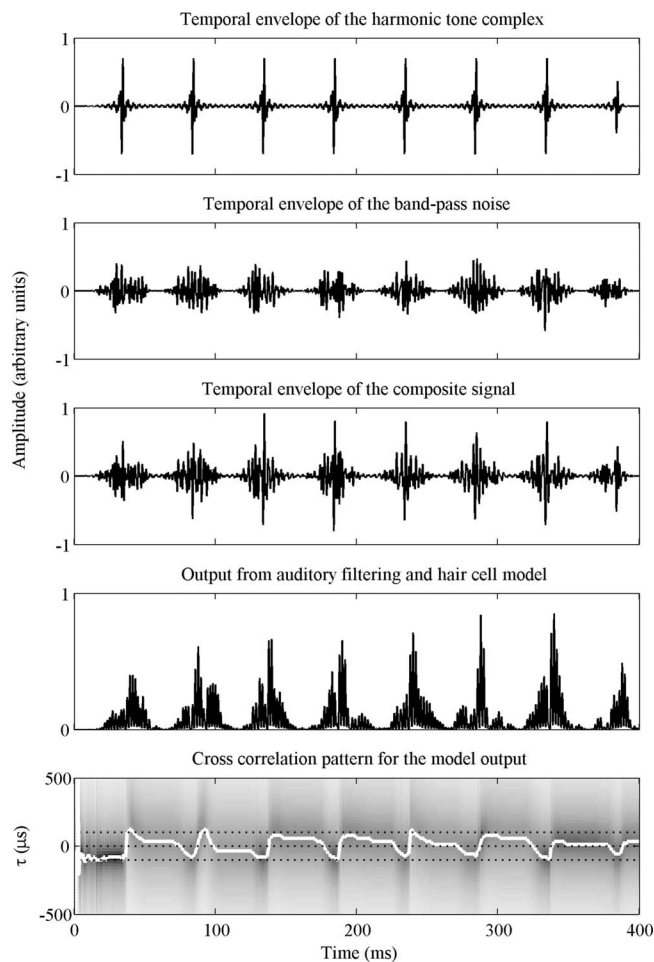 Temporal envelope of the harmonic tone complex
1
0
-1
Temporal envelope of the band-pass noise
1
0
-1
Amplitude (arbitrary units)
Temporal envelope of the composite signal
1
0
-1
Output from auditory filtering and hair cell model
1
0
Cross correlation pattern for the model output
500
0
-500
τ (μs)
0 100 200 300 400
Time (ms)